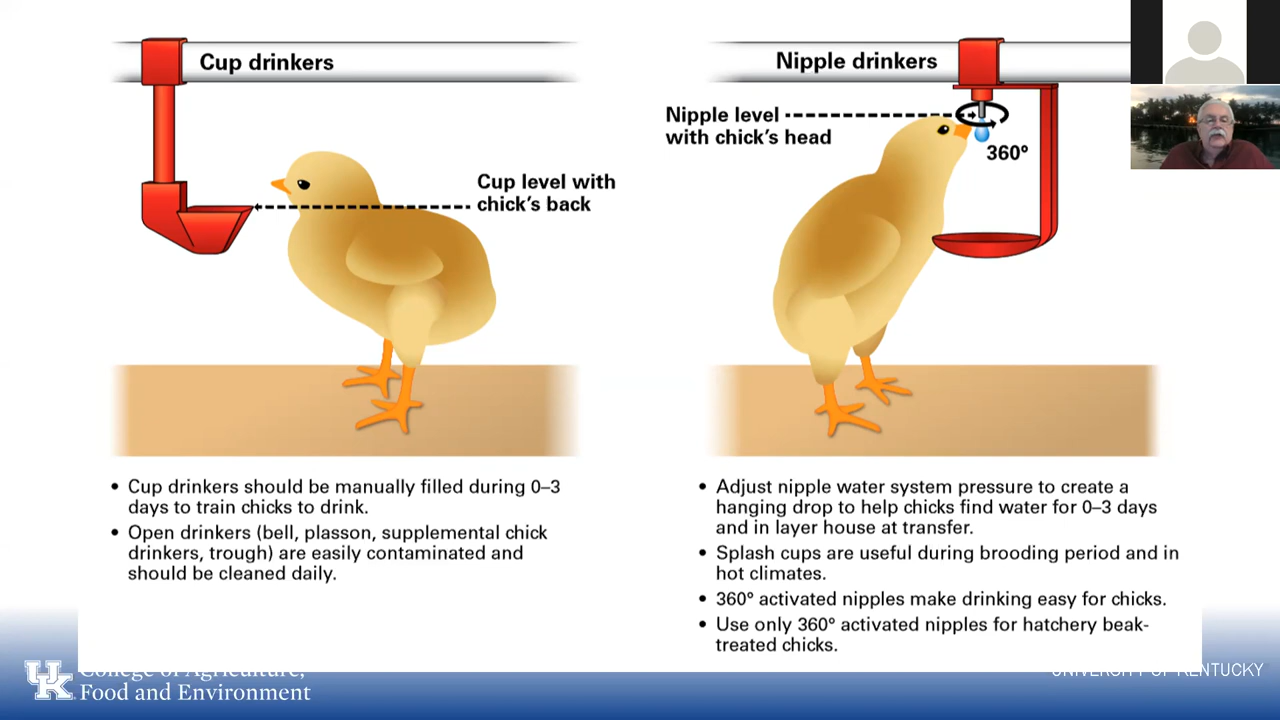 Cup drinkers
Cup level with
chick's back
• Cup drinkers should be manually filled during 0–3
days to train chicks to drink.
• Open drinkers (bell, plasson, supplemental chick
drinkers, trough) are easily contaminated and
should be cleaned daily.
Nipple drinkers
Nipple level
with chick's head
360°
• Adjust nipple water system pressure to create a
hanging drop to help chicks find water for 0–3 days
and in layer house at transfer.
• Splash cups are useful during brooding period and in
hot climates.
• 360° activated nipples make drinking easy for chicks.
• Use only 360° activated nipples for hatchery beak-
treated chicks.
UK
College of Agriculture,
Food and Environment
UNIVERSITY OF KENTUCKY